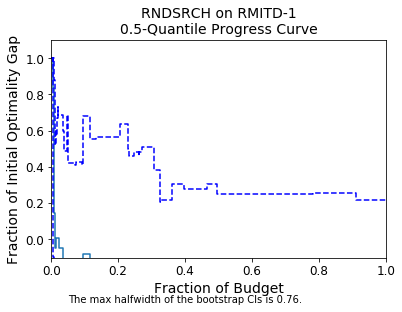 RNDSRCH on RMITD-1
0.5-Quantile Progress Curve
Fraction of Initial Optimality Gap
1.0
0.8
0.6
0.4
0.2
0.0
0.0 0.2 0.4 0.6 0.8 1.0
Fraction of Budget
The max halfwidth of the bootstrap CIs is 0.76.